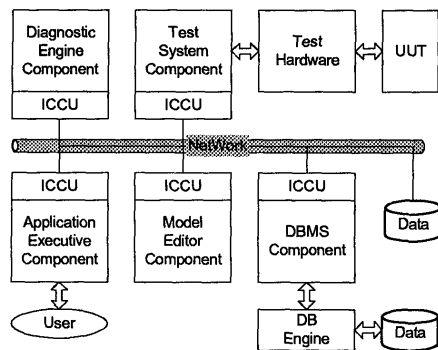 Diagnostic
Engine
Component
ICCU
Test
System
Component
ICCU
Test
Hardware
UUT
NetWork
ICCU
Application
Executive
Component
ICCU
Model
Editor
Component
ICCU
DBMS
Component
Data
User
DB
Engine
Data